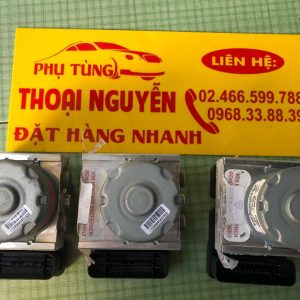 PHỤ TÙNG
THOẠI NGUYỄN
ĐẶT HÀNG NHANH
LIÊN HỆ:
02.466.599.788
0968.33.88.39